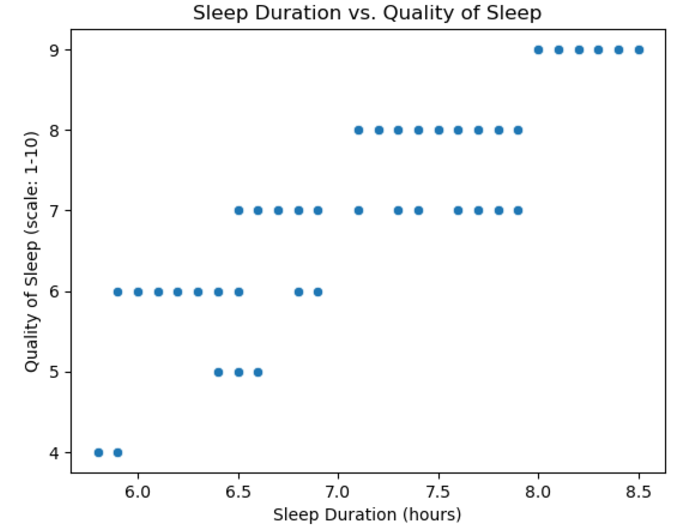 Sleep Duration vs. Quality of Sleep
Quality of Sleep (scale: 1-10)
9
8
7
6
5
4
6.0 6.5 7.0 7.5 8.0 8.5
Sleep Duration (hours)